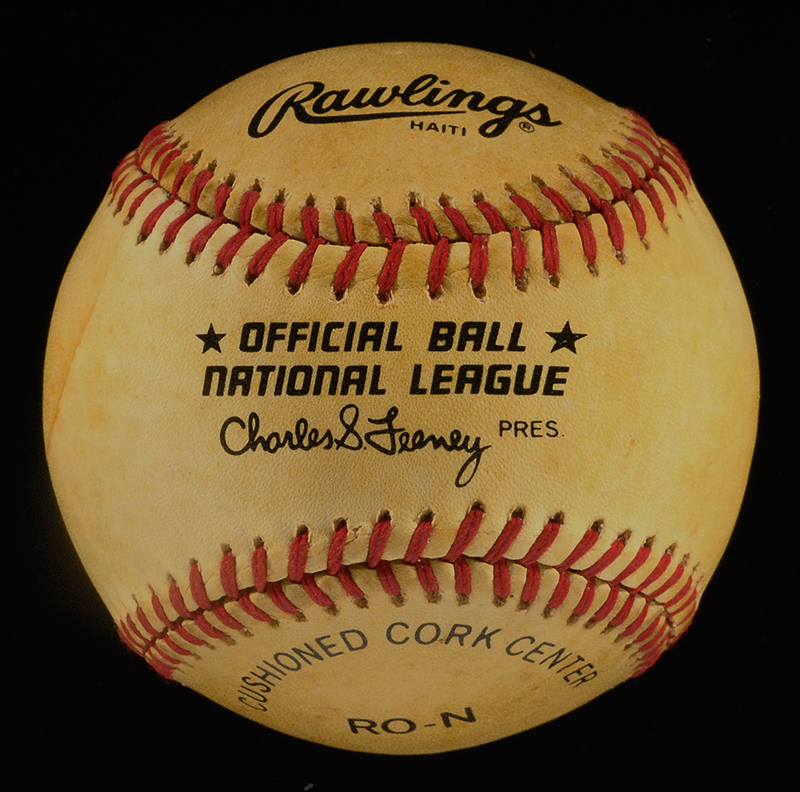 Rawlings ®
HAITI
★ OFFICIAL BALL ★
NATIONAL LEAGUE
Charles S. Feeney PRES.
CUSHIONED CORK CENTER
RO-N